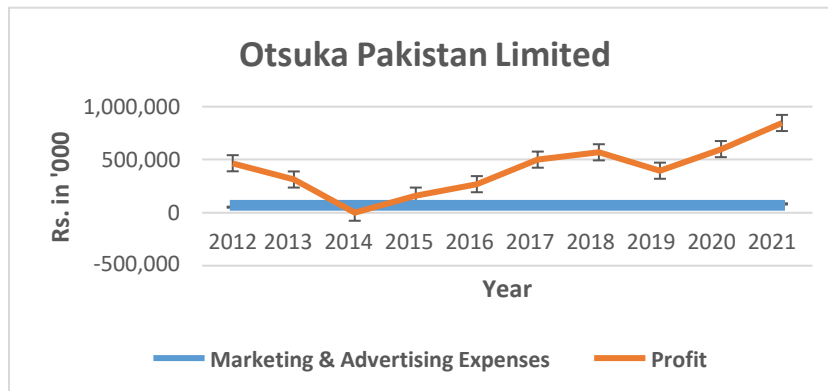 Otsuka Pakistan Limited
1,000,000
500,000
0
-500,000
Rs. in '000
2012 2013 2014 2015 2016 2017 2018 2019 2020 2021
Year
Marketing & Advertising Expenses Profit